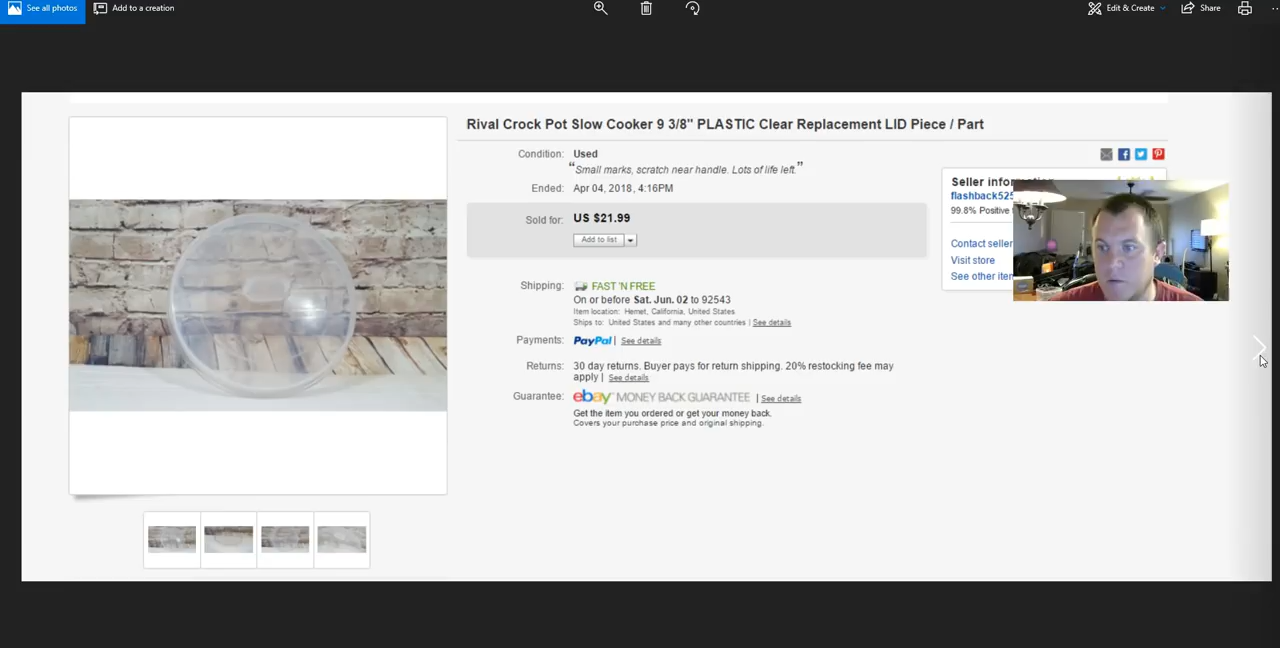 See all photos
Add to a creation
Edit & Create
Share
Rival Crock Pot Slow Cooker 9 3/8" PLASTIC Clear Replacement LID Piece / Part
Condition: Used
“Small marks, scratch near handle. Lots of life left.”
Ended: Apr 04, 2018, 4:16PM
Seller information
flashback525
99.8% Positive
Sold for: US $21.99
Add to list
Contact seller
Visit store
See other
Shipping: FAST 'N FREE
On or before Sat. Jun. 02 to 92543
Item location: Hemet, California, United States
Ships to: United States and many other countries | See details
Payments: PayPal | See details
Returns: 30 day returns. Buyer pays for return shipping. 20% restocking fee may
apply | See details
Guarantee: ebay MONEY BACK GUARANTEE | See details
Get the item you ordered or get your money back.
Covers your purchase price and original shipping.